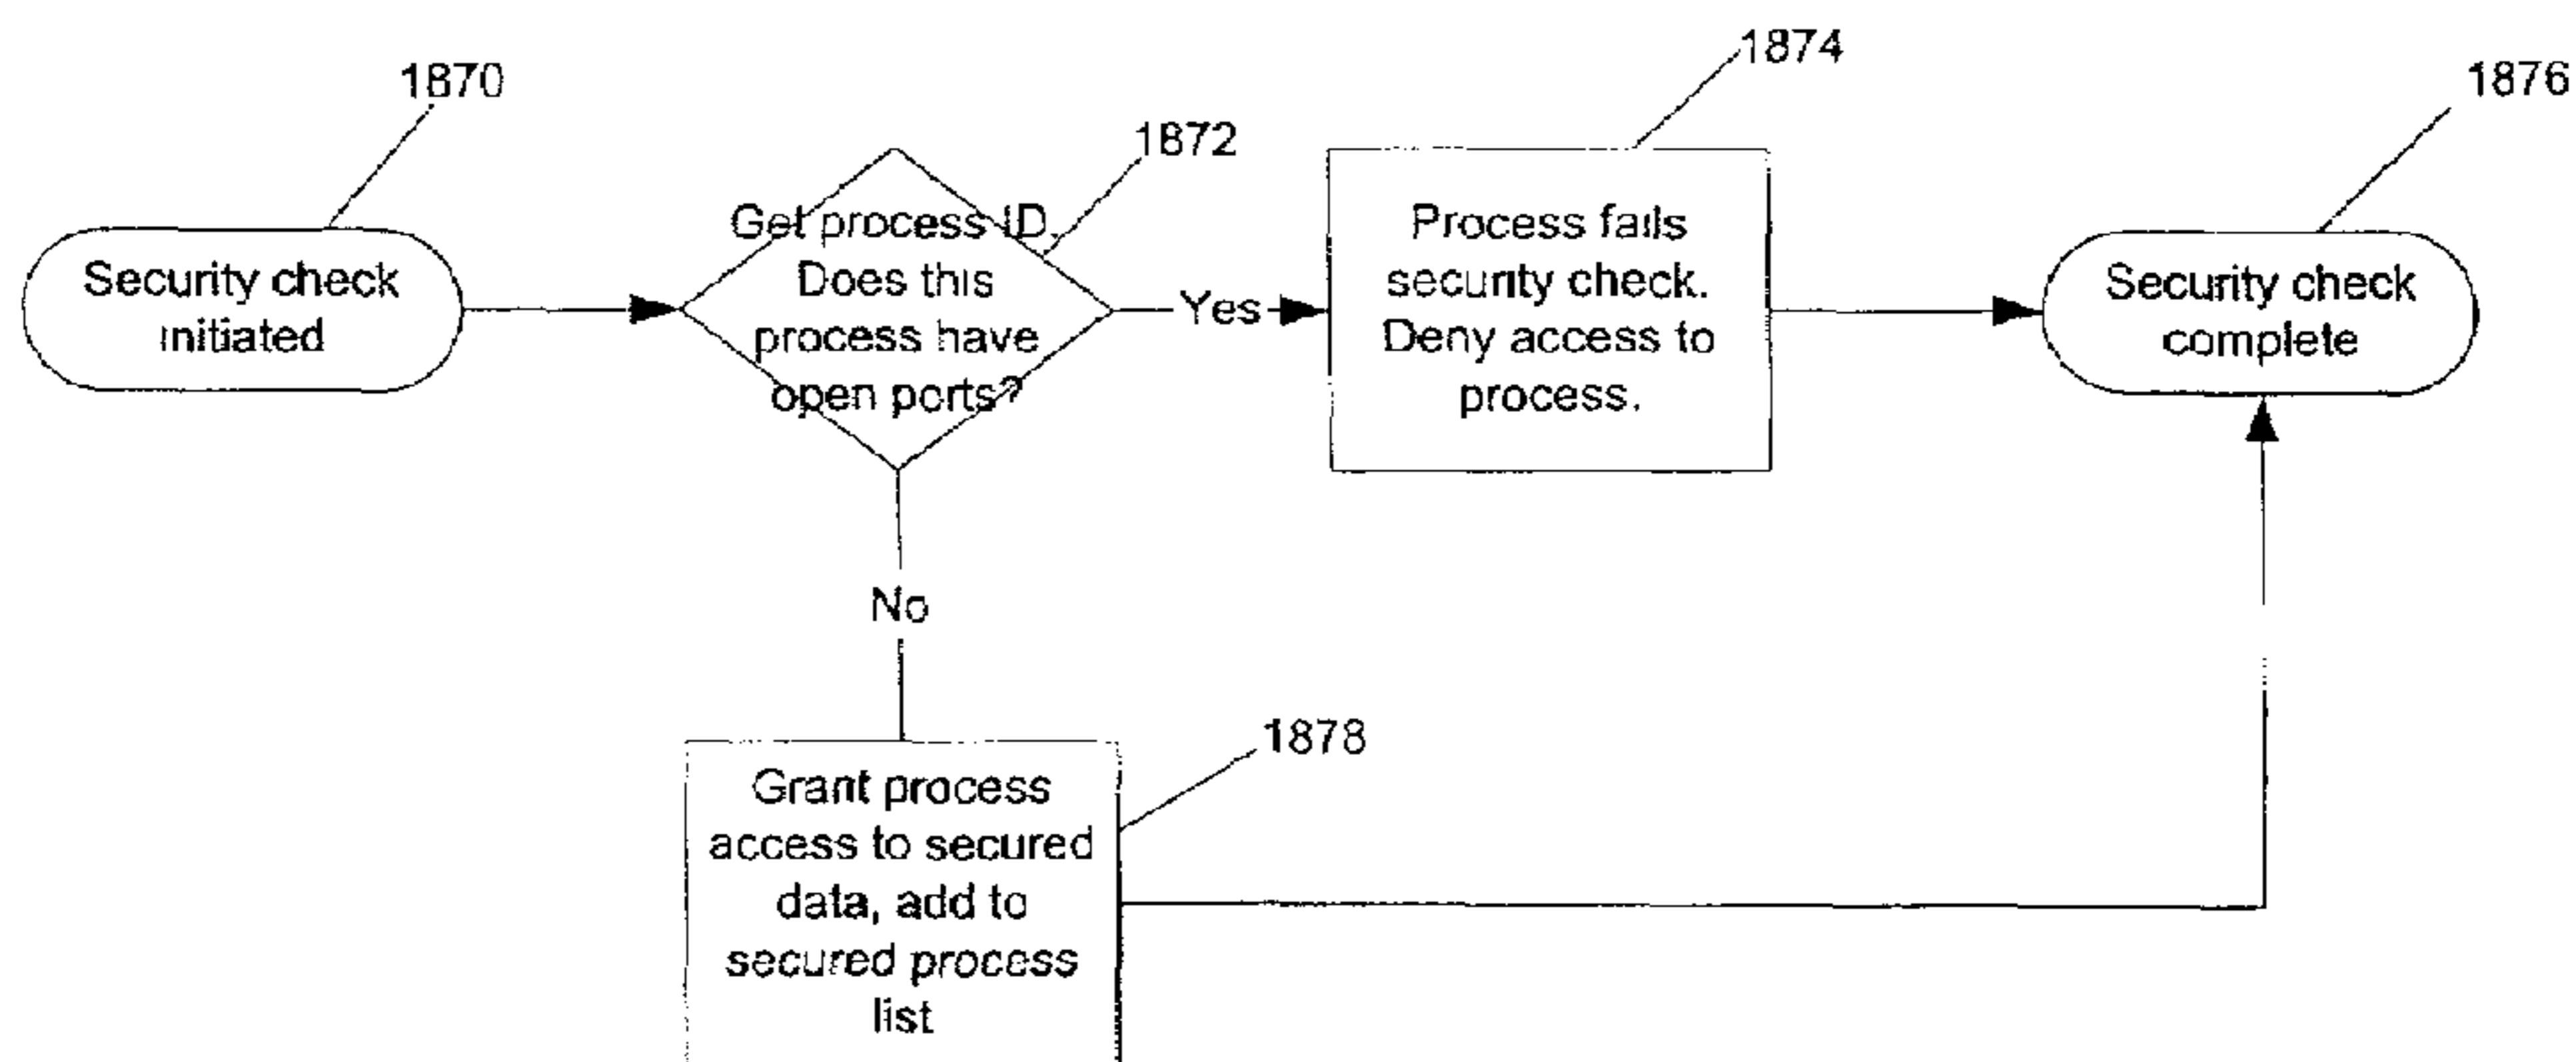 1870
Security check
initiated
1872
Get process ID.
Does this
process have
open ports?
Yes
1874
Process fails
security check.
Deny access to
process.
1876
Security check
complete
No
1878
Grant process
access to secured
data, add to
secured process
list